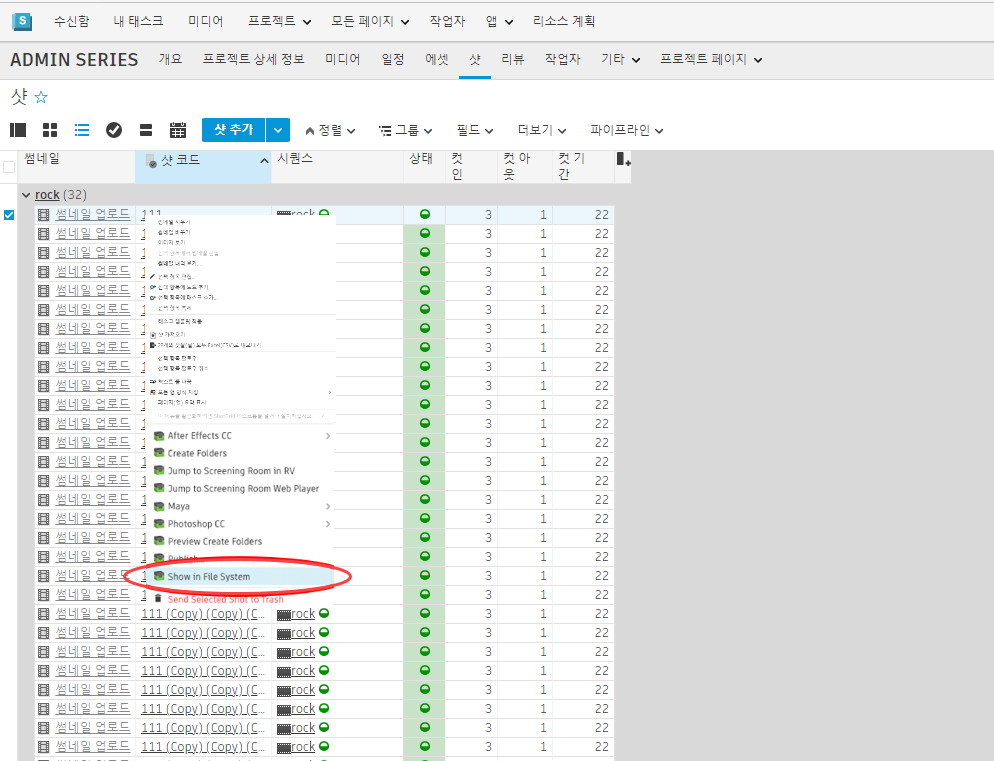 S 수신함 내 태스크 미디어 프로젝트 모든 페이지 작업자 앱 리소스 계획
ADMIN SERIES 개요 프로젝트 상세 정보 미디어 일정 에셋 샷 리뷰 작업자 기타 프로젝트 페이지
샷
샷 추가 정렬 그룹 필드 더보기 파이프라인
썸네일 샷 코드 시퀀스 상태 컷 인 컷 아웃 컷 기간
rock (32)
썸네일 업로드 111 rock 3 1 22
썸네일 업로드 1 3 1 22
썸네일 업로드 1 3 1 22
썸네일 업로드 1 3 1 22
썸네일 업로드 1 3 1 22
썸네일 업로드 1 3 1 22
썸네일 업로드 1 3 1 22
썸네일 업로드 1 3 1 22
썸네일 업로드 1 3 1 22
썸네일 업로드 1 3 1 22
썸네일 업로드 1 3 1 22
썸네일 업로드 1 3 1 22
After Effects CC
썸네일 업로드 1 3 1 22
Create Folders
썸네일 업로드 1 3 1 22
Jump to Screening Room in RV
썸네일 업로드 1 3 1 22
Jump to Screening Room Web Player
썸네일 업로드 1 3 1 22
Maya
썸네일 업로드 1 3 1 22
Photoshop CC
썸네일 업로드 1 3 1 22
Preview Create Folders
썸네일 업로드 1 3 1 22
Publish
썸네일 업로드 1 3 1 22
Show in File System
썸네일 업로드 1 3 1 22
Send Selected Shot to Trash
썸네일 업로드 111 (Copy) (Copy) (C... rock 3 1 22
썸네일 업로드 111 (Copy) (Copy) (C... rock 3 1 22
썸네일 업로드 111 (Copy) (Copy) (C... rock 3 1 22
썸네일 업로드 111 (Copy) (Copy) (C... rock 3 1 22
썸네일 업로드 111 (Copy) (Copy) (C... rock 3 1 22
썸네일 업로드 111 (Copy) (Copy) (C... rock 3 1 22
썸네일 업로드 111 (Copy) (Copy) (C... rock 3 1 22
썸네일 업로드 111 (Copy) (Copy) (C... rock 3 1 22